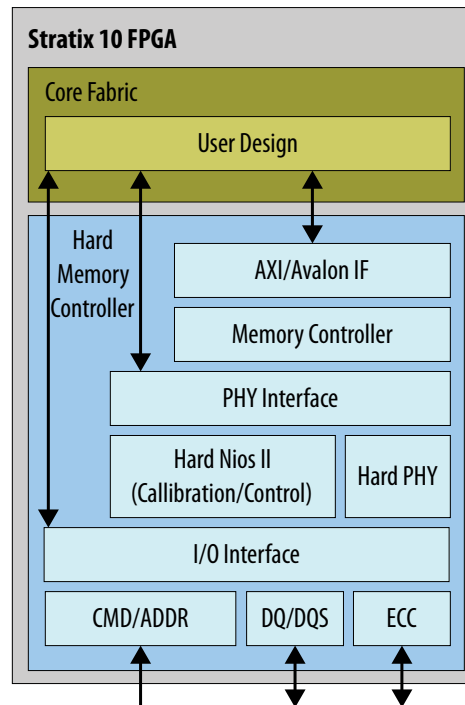 Stratix 10 FPGA
Core Fabric
User Design
Hard
Memory
Controller
AXI/Avalon IF
Memory Controller
PHY Interface
Hard Nios II
(Callibration/Control)
Hard PHY
I/O Interface
CMD/ADDR
DQ/DQS
ECC